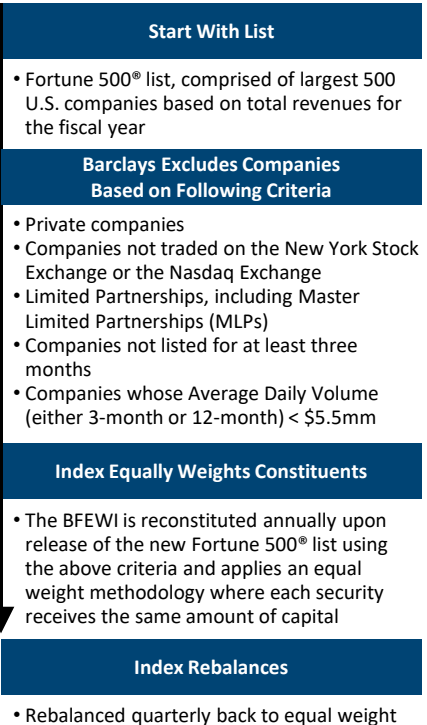 Start With List
• Fortune 500® list, comprised of largest 500
U.S. companies based on total revenues for
the fiscal year
Barclays Excludes Companies
Based on Following Criteria
• Private companies
• Companies not traded on the New York Stock
Exchange or the Nasdaq Exchange
• Limited Partnerships, including Master
Limited Partnerships (MLPs)
• Companies not listed for at least three
months
• Companies whose Average Daily Volume
(either 3-month or 12-month) < $5.5mm
Index Equally Weights Constituents
• The BFEWI is reconstituted annually upon
release of the new Fortune 500® list using
the above criteria and applies an equal
weight methodology where each security
receives the same amount of capital
Index Rebalances
• Rebalanced quarterly back to equal weight